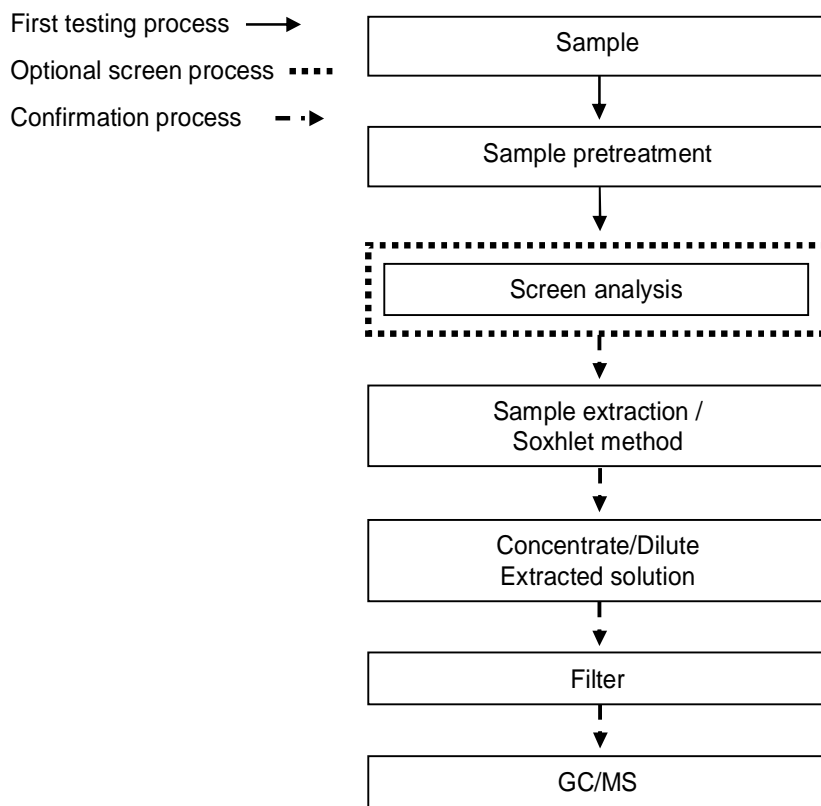 First testing process
Optional screen process
Confirmation process
Sample
Sample pretreatment
Screen analysis
Sample extraction /
Soxhlet method
Concentrate/Dilute
Extracted solution
Filter
GC/MS